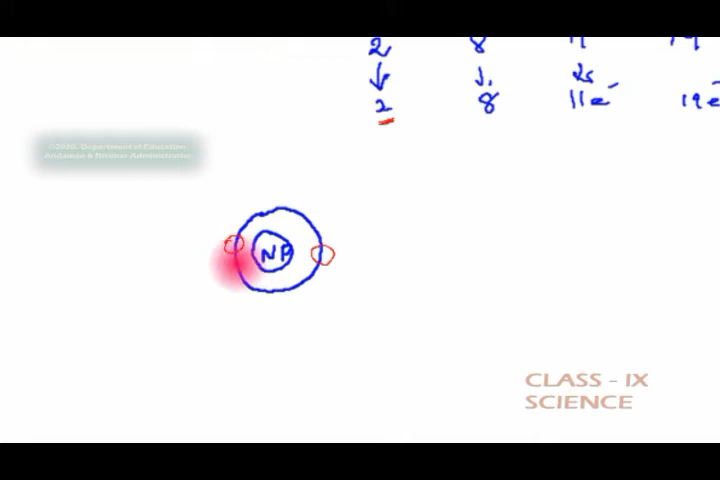 2 8 11 19
2 8 11e⁻ 19e⁻
©2020, Department of Education
Andaman & Nicobar Administration
NP
CLASS - IX
SCIENCE